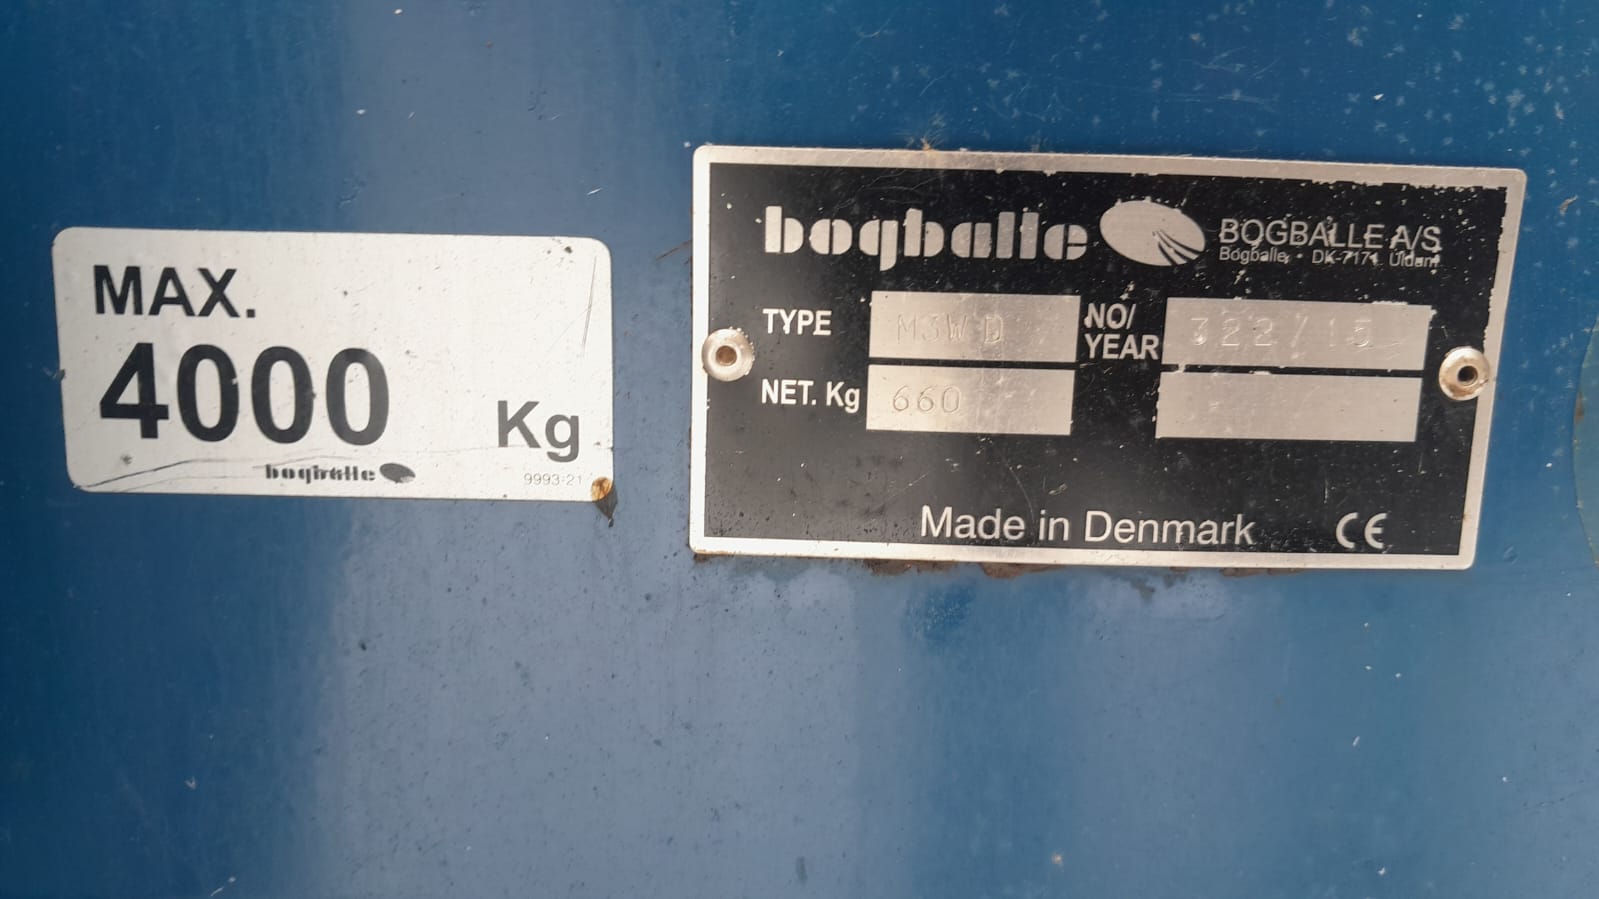 MAX.
4000 Kg
bogballe
9993-21
bogballe BOGBALLE A/S
Bogballe • DK-7171 Uldum
TYPE M3W D NO/YEAR 322/15
NET. Kg 660
Made in Denmark CE